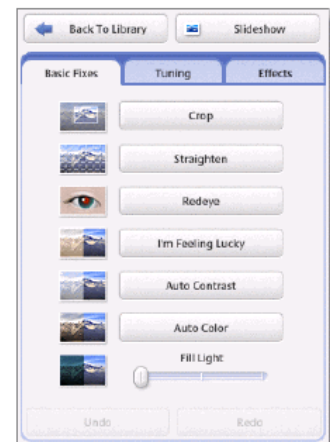 Back To Library
Slideshow
Basic Fixes
Tuning
Effects
Crop
Straighten
Redeye
I'm Feeling Lucky
Auto Contrast
Auto Color
Fill Light
Undo
Redo